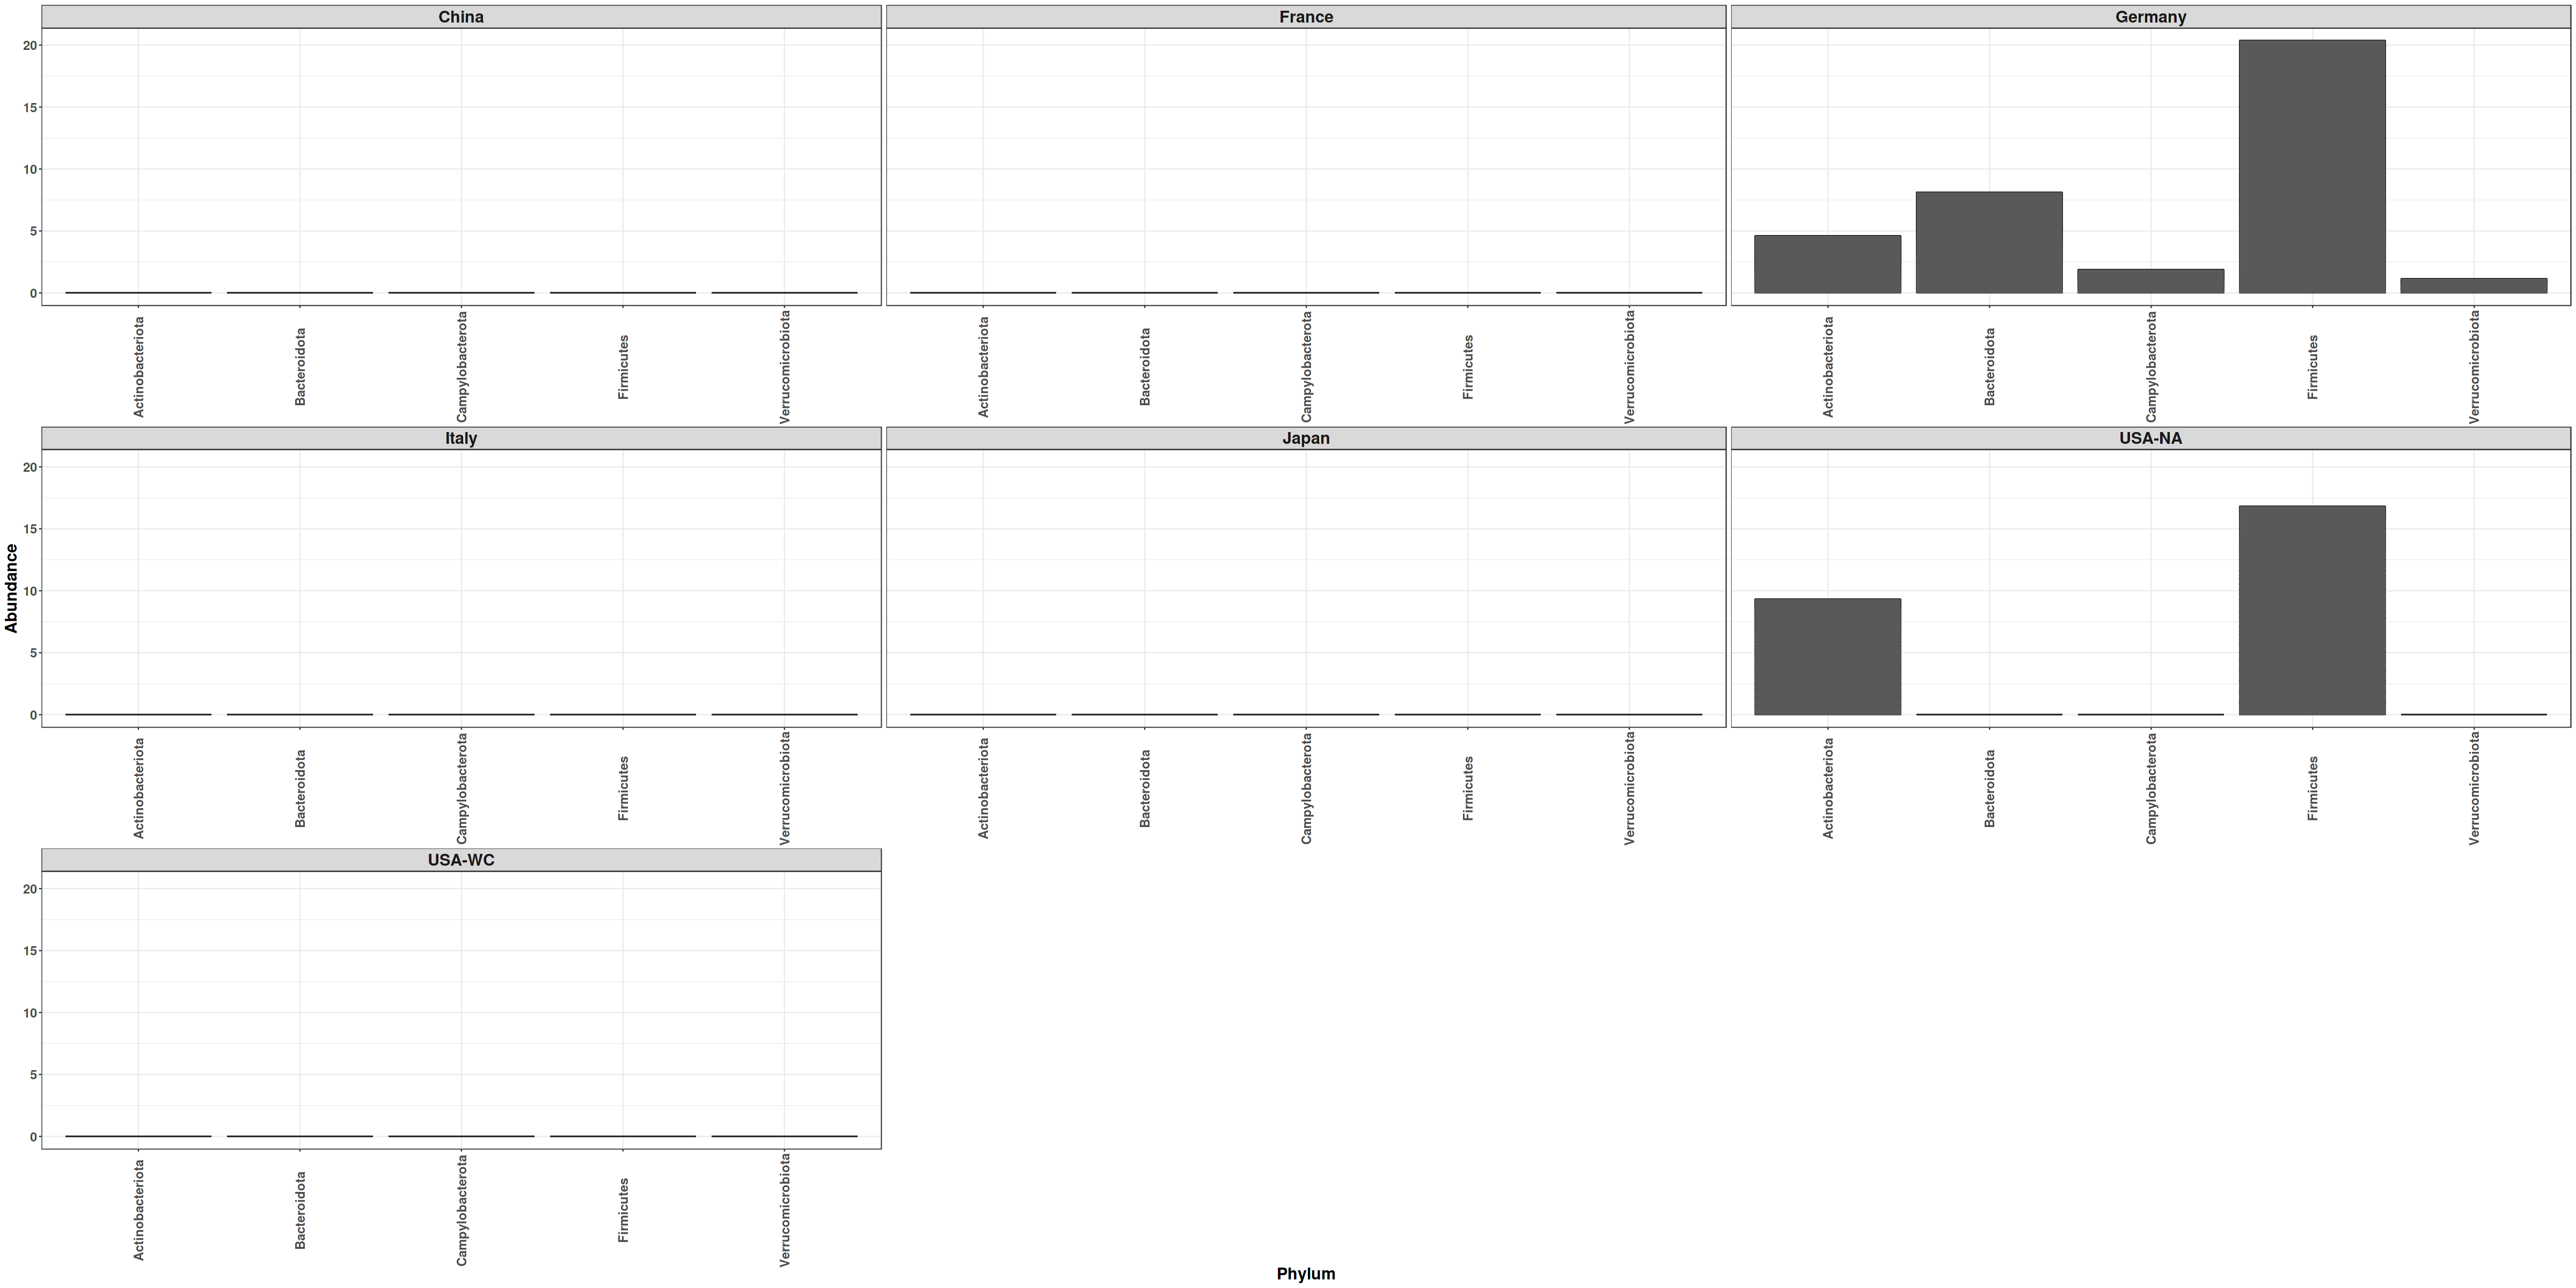 China
France
Germany
20
15
10
5
0
Actinobacteriota
Bacteroidota
Campylobacterota
Firmicutes
Verrucomicrobiota
Actinobacteriota
Bacteroidota
Campylobacterota
Firmicutes
Verrucomicrobiota
Actinobacteriota
Bacteroidota
Campylobacterota
Firmicutes
Verrucomicrobiota
Italy
Japan
USA-NA
Abundance
20
15
10
5
0
Actinobacteriota
Bacteroidota
Campylobacterota
Firmicutes
Verrucomicrobiota
Actinobacteriota
Bacteroidota
Campylobacterota
Firmicutes
Verrucomicrobiota
Actinobacteriota
Bacteroidota
Campylobacterota
Firmicutes
Verrucomicrobiota
USA-WC
20
15
10
5
0
Actinobacteriota
Bacteroidota
Campylobacterota
Firmicutes
Verrucomicrobiota
Phylum